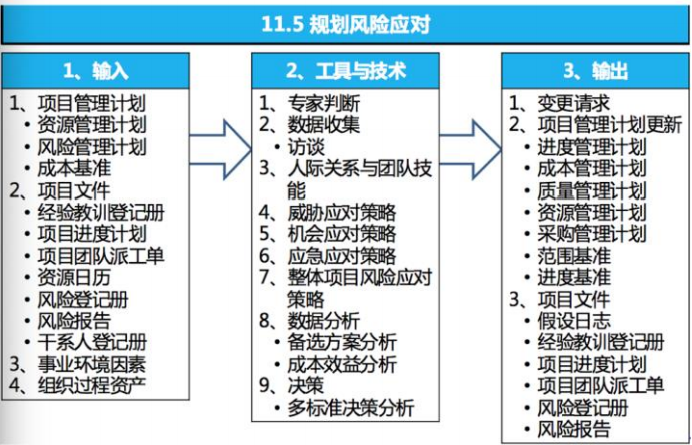 11.5 规划风险应对
1、输入
1、项目管理计划
•资源管理计划
•风险管理计划
•成本基准
2、项目文件
•经验教训登记册
•项目进度计划
•项目团队派工单
•资源日历
•风险登记册
•风险报告
•干系人登记册
3、事业环境因素
4、组织过程资产
2、工具与技术
1、专家判断
2、数据收集
•访谈
3、人际关系与团队技
能
4、威胁应对策略
5、机会应对策略
6、应急应对策略
7、整体项目风险应对
策略
8、数据分析
•备选方案分析
•成本效益分析
9、决策
•多标准决策分析
3、输出
1、变更请求
2、项目管理计划更新
•进度管理计划
•成本管理计划
•质量管理计划
•资源管理计划
•采购管理计划
•范围基准
•进度基准
3、项目文件
•假设日志
•经验教训登记册
•项目进度计划
•项目团队派工单
•风险登记册
•风险报告